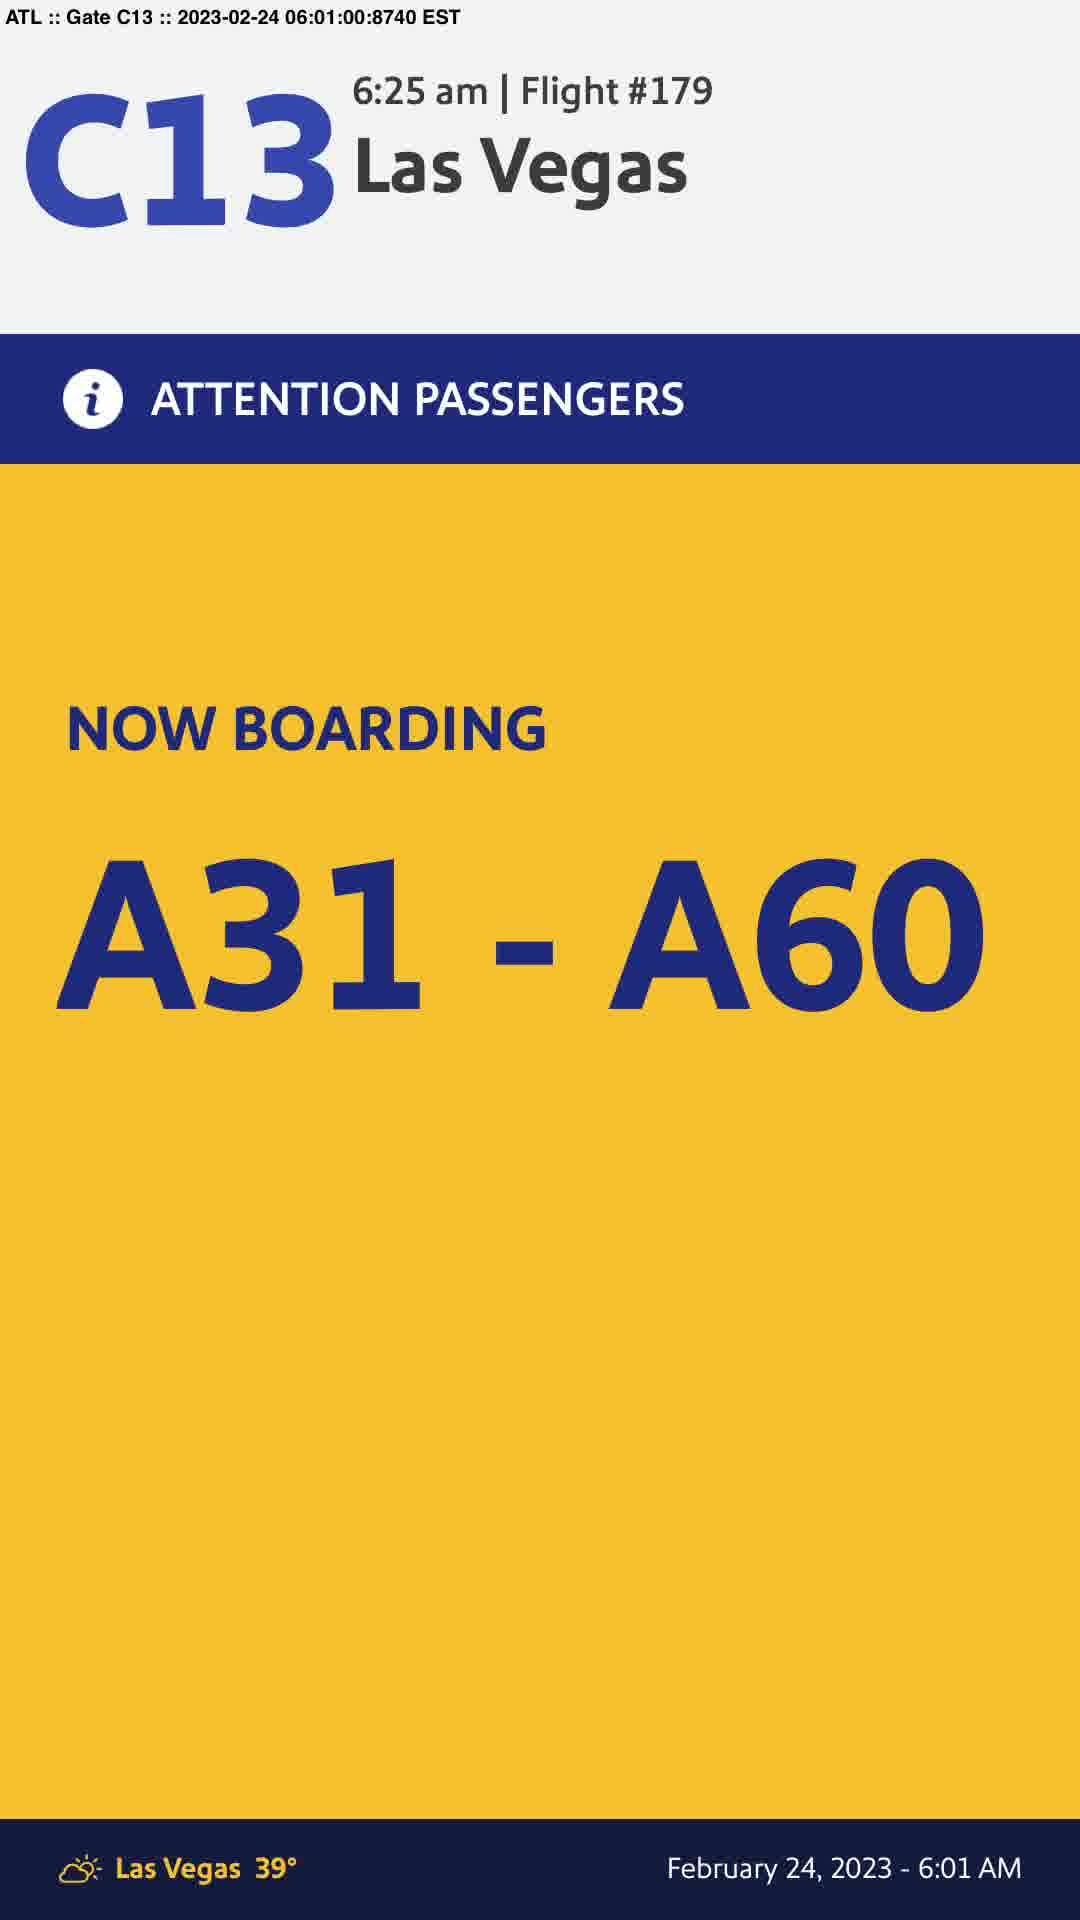 ATL :: Gate C13 :: 2023-02-24 06:01:00:8740 EST
C13
6:25 am | Flight #179
Las Vegas
i ATTENTION PASSENGERS
NOW BOARDING
A31 - A60
Las Vegas 39°
February 24, 2023 - 6:01 AM